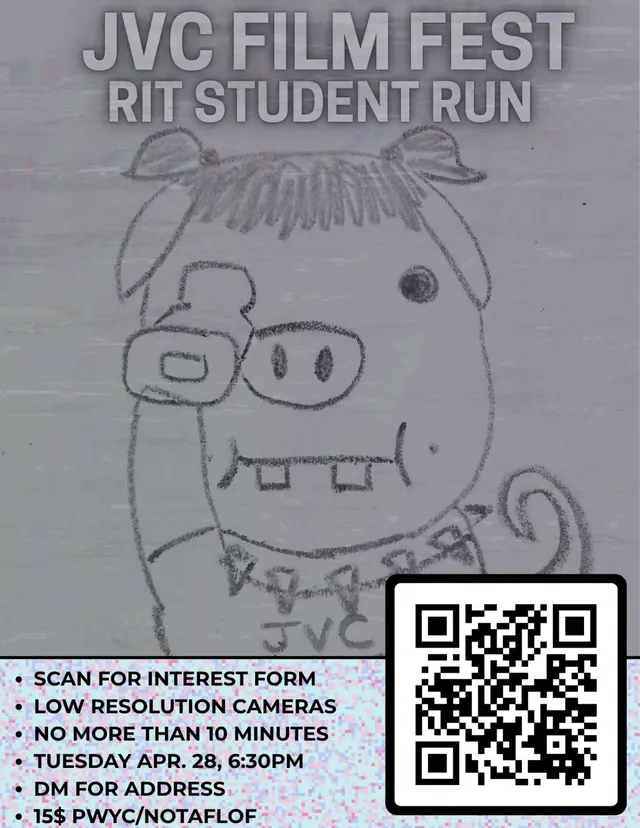 JVC FILM FEST
RIT STUDENT RUN
JVC
SCAN FOR INTEREST FORM
LOW RESOLUTION CAMERAS
NO MORE THAN 10 MINUTES
TUESDAY APR. 28, 6:30PM
DM FOR ADDRESS
15$ PWYC/NOTAFLOF